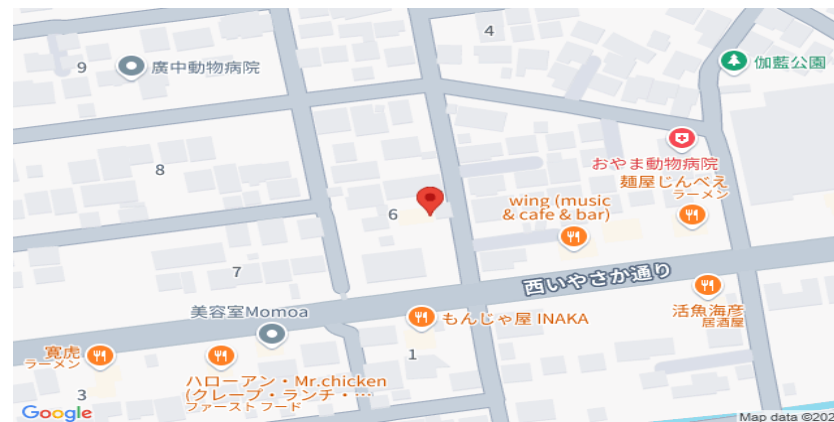 4
9
廣中動物病院
伽藍公園
おやま動物病院
8
麺屋じんべえ
ラーメン
wing (music
& cafe & bar)
6
7
西いやさか通り
美容室Momoa
もんじゃ屋 INAKA
活魚海彦
居酒屋
寛虎
ラーメン
1
ハローアン・Mr.chicken
(クレープ・ランチ・…
ファースト フード
3
Google
Map data ©202